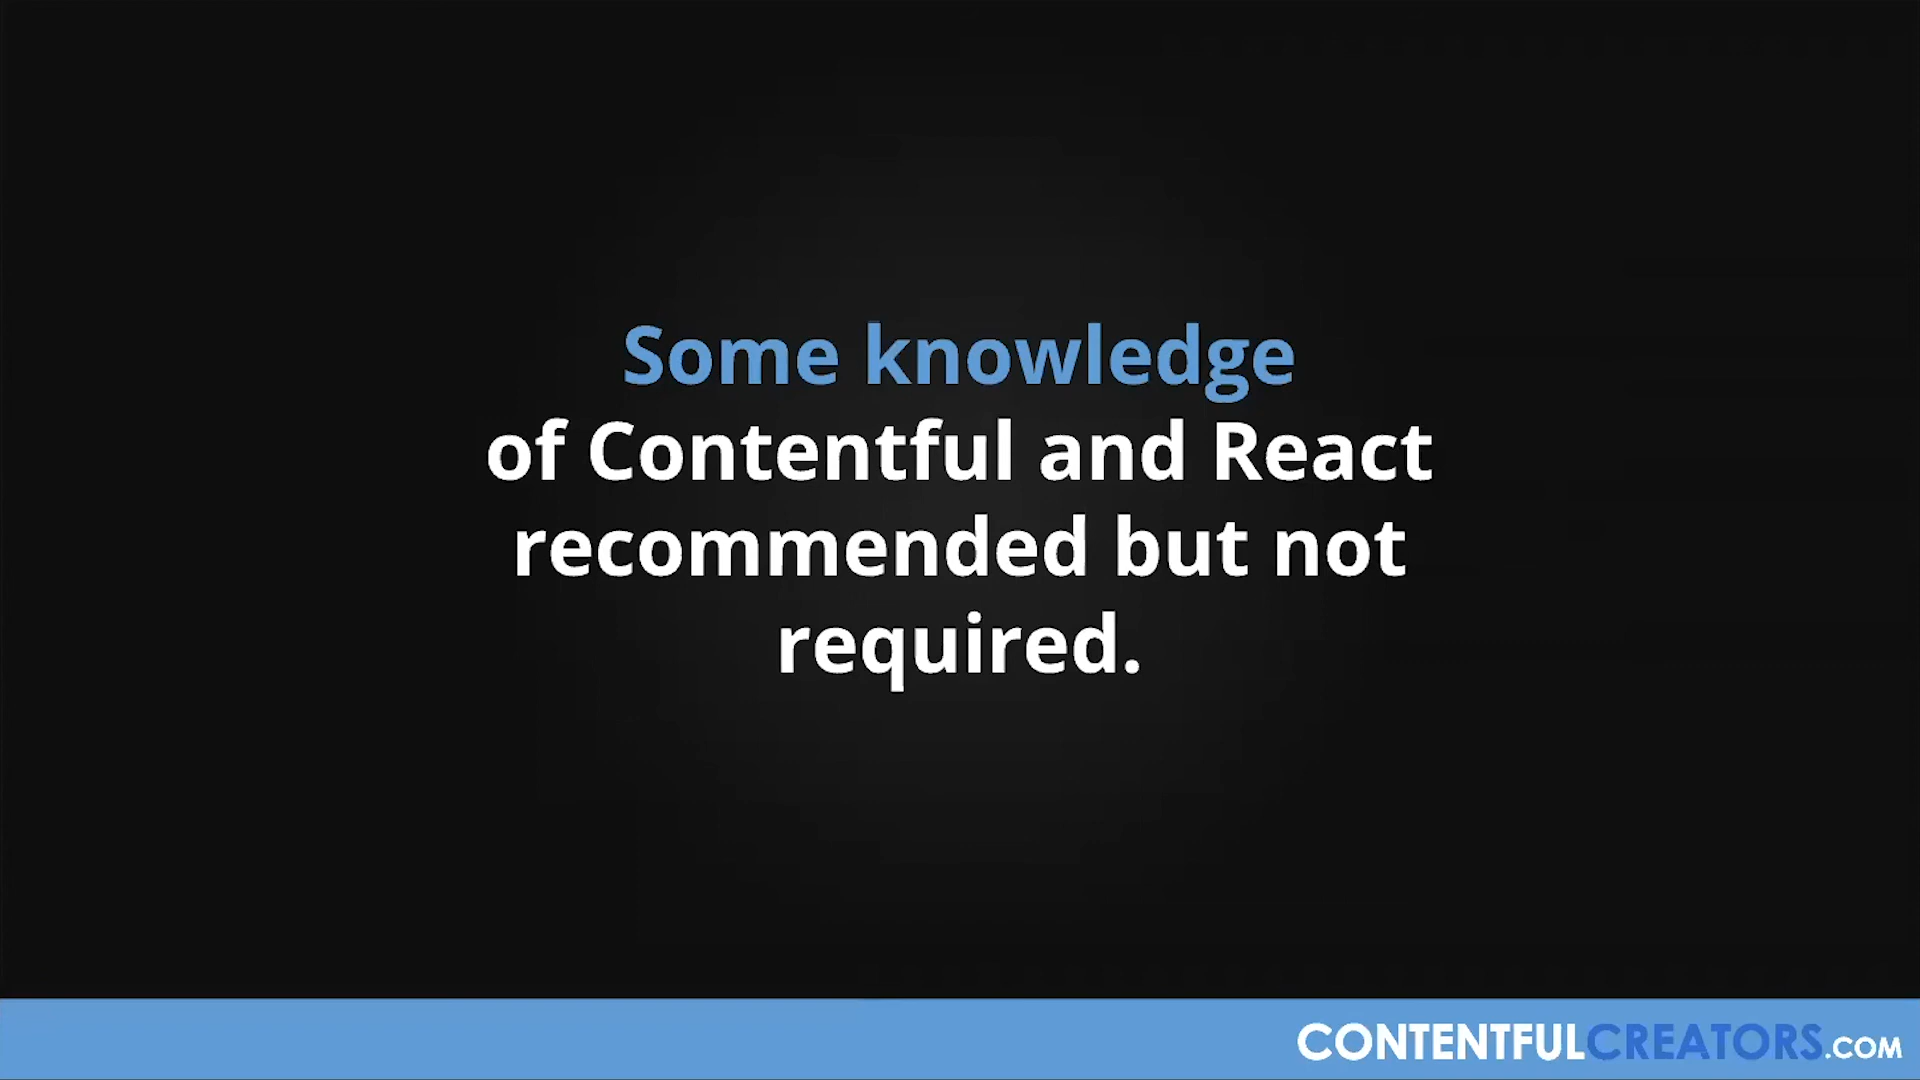 Some knowledge
of Contentful and React
recommended but not
required.
CONTENTFULCREATORS.COM